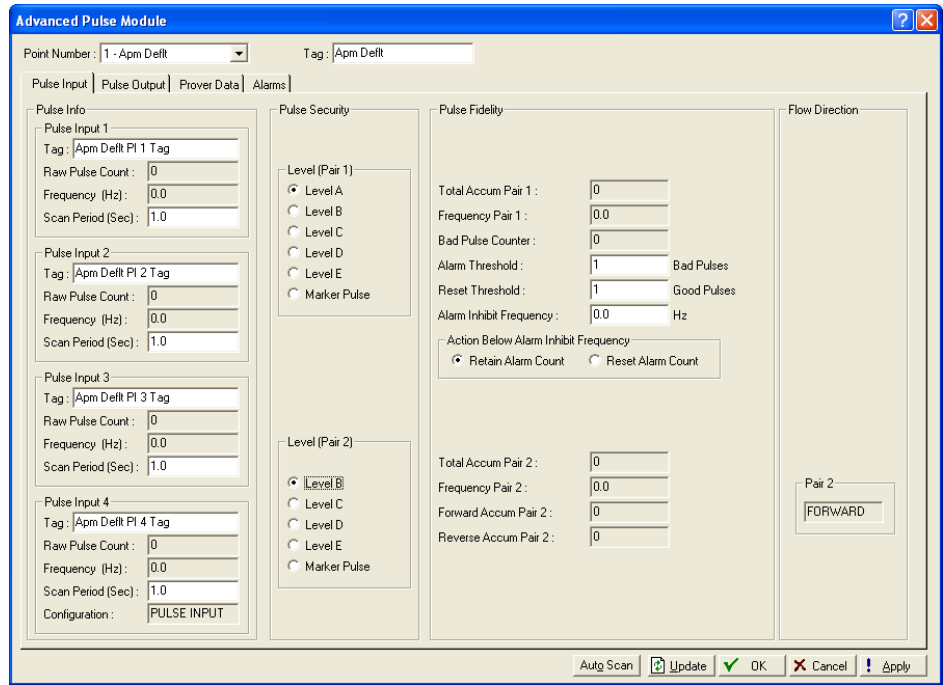 Advanced Pulse Module
Point Number : 1 - Apm Deflt
Tag : Apm Deflt
Pulse Input
Pulse Output
Prover Data
Alarms
Pulse Info
Pulse Input 1
Tag : Apm Deflt PI 1 Tag
Raw Pulse Count : 0
Frequency (Hz) : 0.0
Scan Period (Sec) : 1.0
Pulse Input 2
Tag : Apm Deflt PI 2 Tag
Raw Pulse Count : 0
Frequency (Hz) : 0.0
Scan Period (Sec) : 1.0
Pulse Input 3
Tag : Apm Deflt PI 3 Tag
Raw Pulse Count : 0
Frequency (Hz) : 0.0
Scan Period (Sec) : 1.0
Pulse Input 4
Tag : Apm Deflt PI 4 Tag
Raw Pulse Count : 0
Frequency (Hz) : 0.0
Scan Period (Sec) : 1.0
Configuration : PULSE INPUT
Pulse Security
Level (Pair 1)
Level A
Level B
Level C
Level D
Level E
Marker Pulse
Level (Pair 2)
Level B
Level C
Level D
Level E
Marker Pulse
Pulse Fidelity
Total Accum Pair 1 : 0
Frequency Pair 1 : 0.0
Bad Pulse Counter : 0
Alarm Threshold : 1 Bad Pulses
Reset Threshold : 1 Good Pulses
Alarm Inhibit Frequency : 0.0 Hz
Action Below Alarm Inhibit Frequency
Retain Alarm Count
Reset Alarm Count
Total Accum Pair 2 : 0
Frequency Pair 2 : 0.0
Forward Accum Pair 2 : 0
Reverse Accum Pair 2 : 0
Flow Direction
Pair 2
FORWARD
Auto Scan
Update
OK
Cancel
! Apply